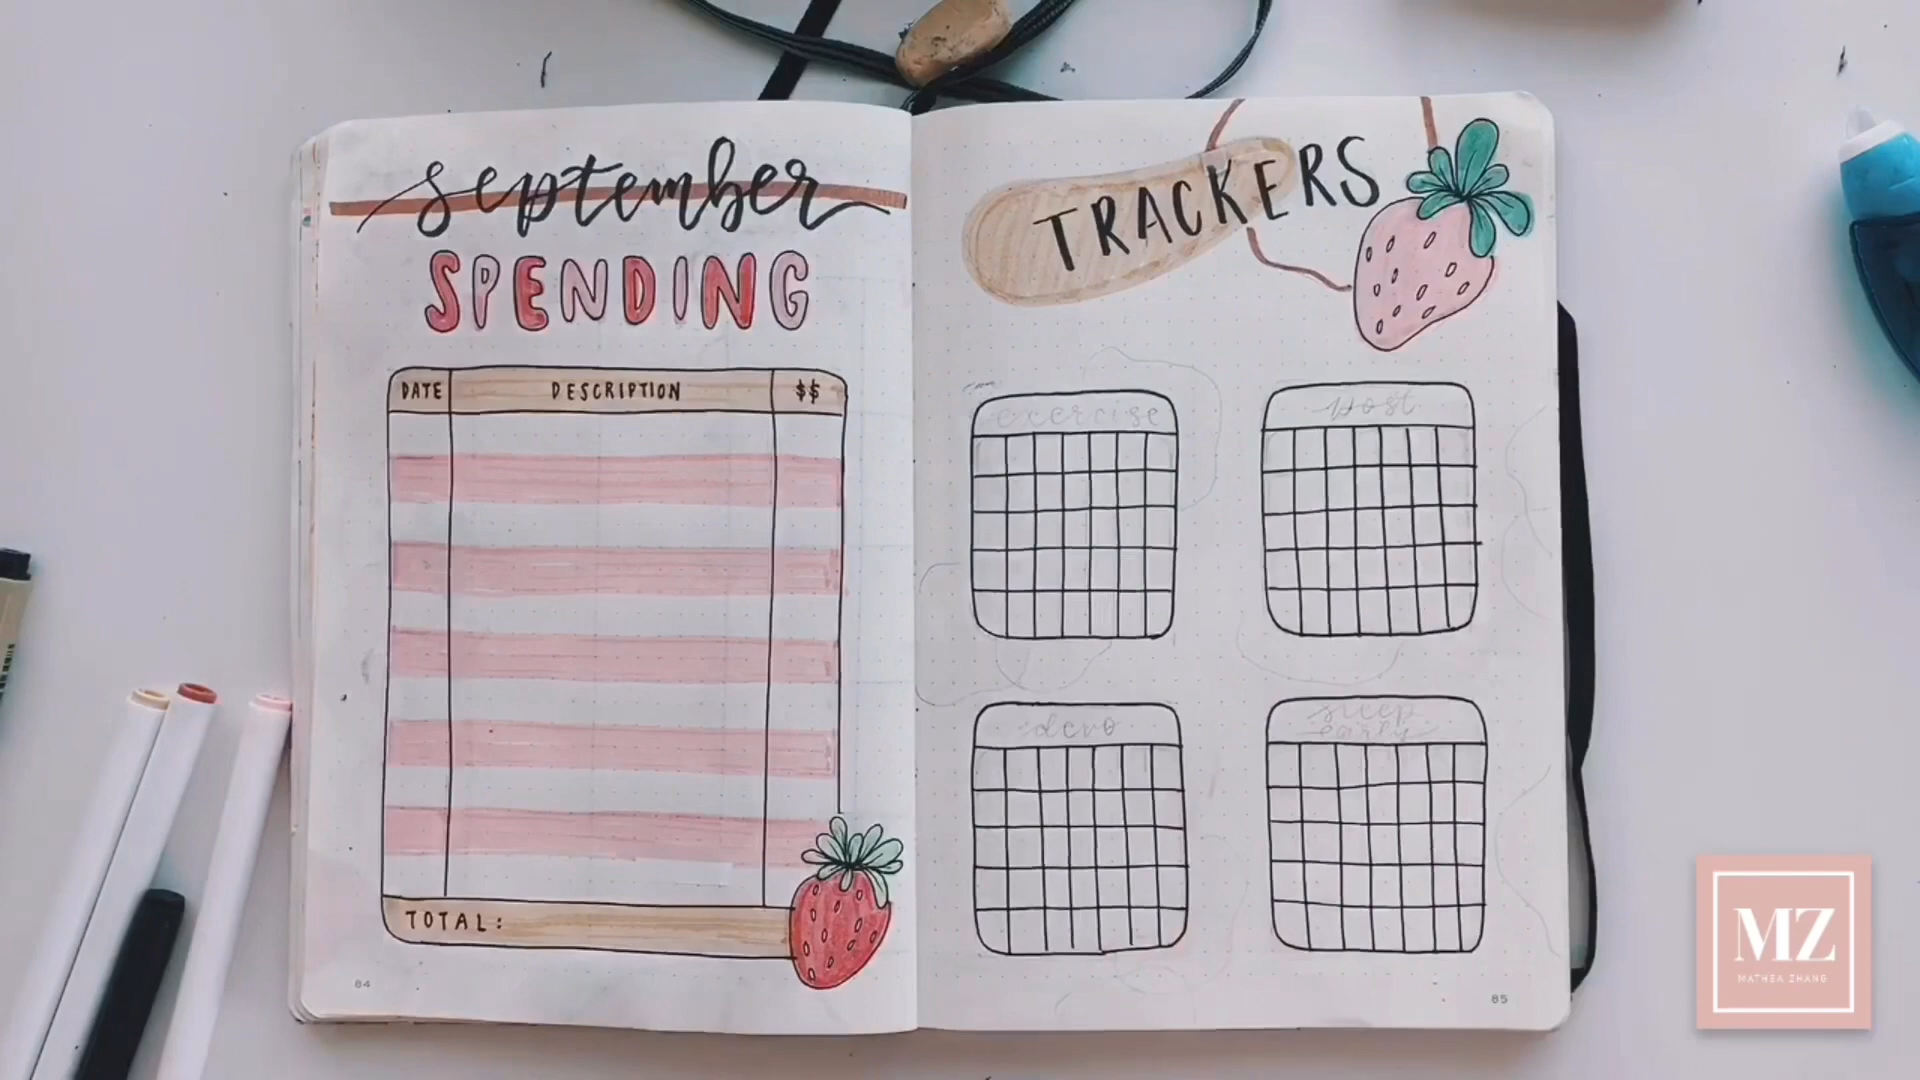 september
SPENDING
DATE DESCRIPTION $$
TOTAL:
84
TRACKERS
exercise
post
devo
sleep
early
85
MZ
MATHEA ZHANG